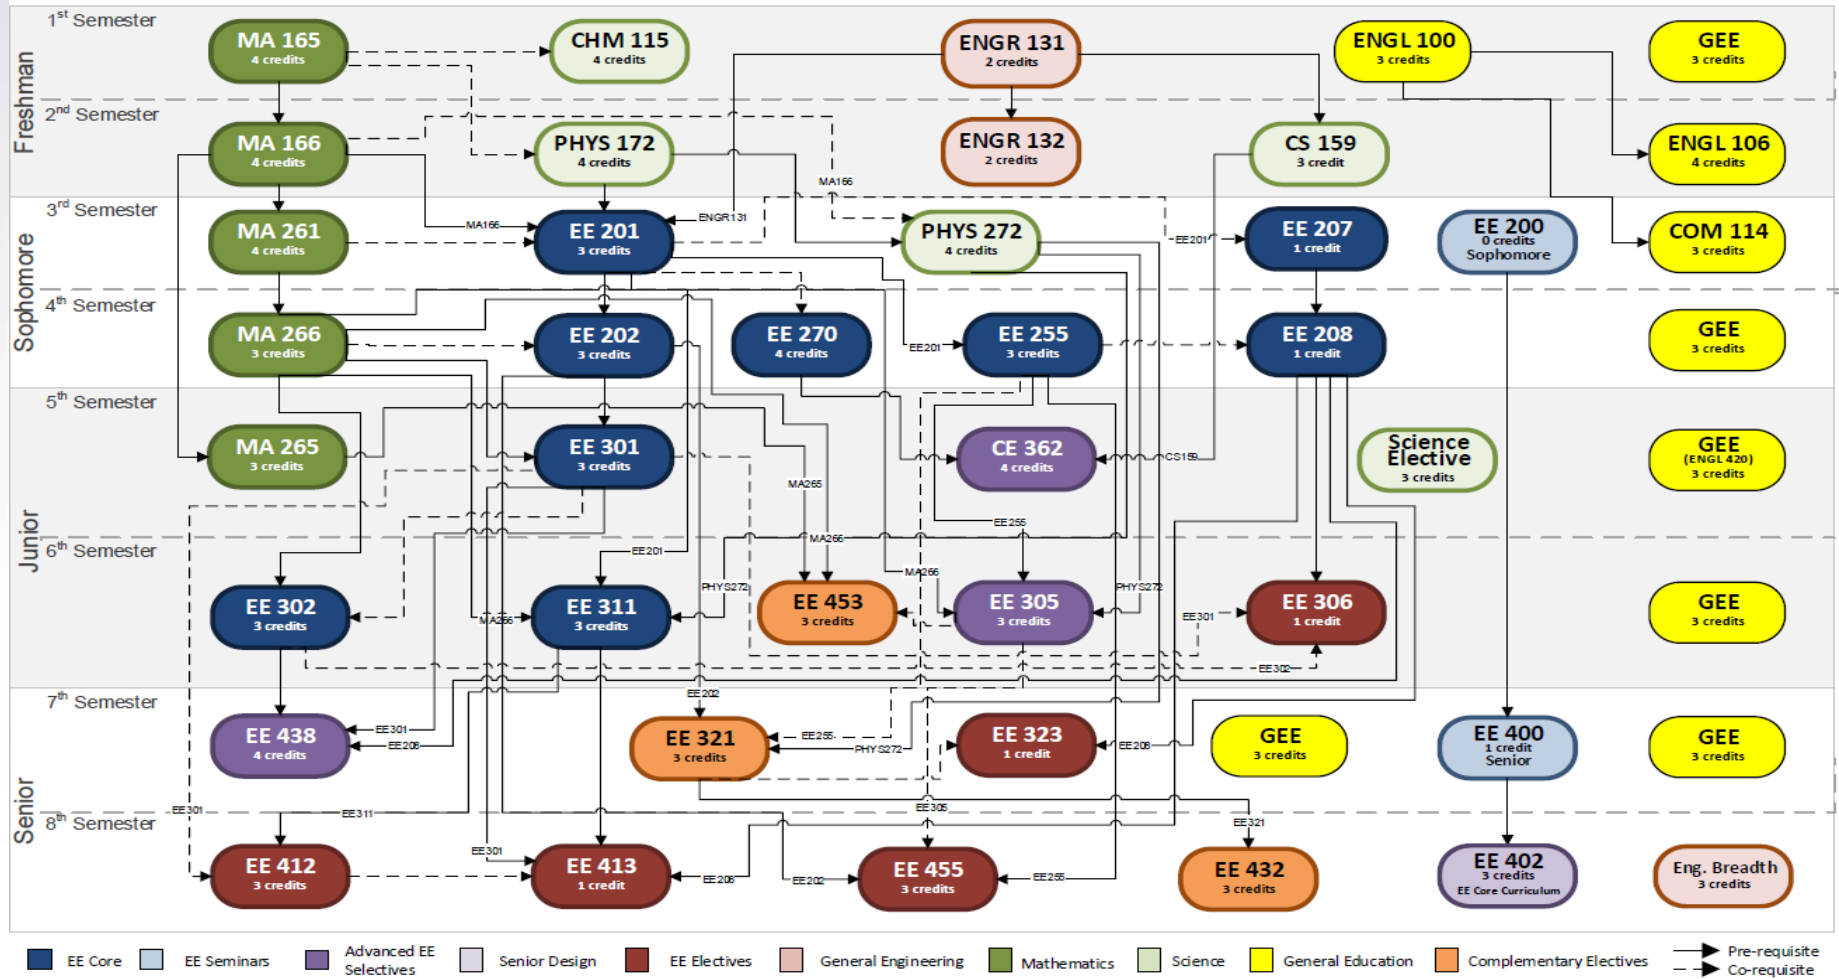 1st Semester
MA 165
4 credits
CHM 115
4 credits
ENGR 131
2 credits
ENGL 100
3 credits
GEE
3 credits
Freshman
2nd Semester
MA 166
4 credits
PHYS 172
4 credits
ENGR 132
2 credits
CS 159
3 credit
ENGL 106
4 credits
MA166
3rd Semester
MA166
ENGR131
MA 261
4 credits
EE 201
3 credits
PHYS 272
4 credits
EE201
EE 207
1 credit
EE 200
0 credits
Sophomore
COM 114
3 credits
Sophomore
4th Semester
MA 266
3 credits
EE 202
3 credits
EE 270
4 credits
EE201
EE 255
3 credits
EE 208
1 credit
GEE
3 credits
5th Semester
MA 265
3 credits
EE 301
3 credits
CE 362
4 credits
CS159
Science
Elective
3 credits
GEE
(ENGL 420)
3 credits
MA265
EE255
MA266
Junior
6th Semester
EE201
MA266
PHYS272
PHYS272
EE 302
3 credits
MA266
EE 311
3 credits
EE 453
3 credits
EE 305
3 credits
EE301
EE 306
1 credit
GEE
3 credits
EE302
EE202
7th Semester
EE 438
4 credits
EE301
EE208
EE 321
3 credits
EE255
PHYS272
EE 323
1 credit
EE208
GEE
3 credits
EE 400
1 credit
Senior
GEE
3 credits
Senior
EE301
EE311
EE305
EE321
8th Semester
EE301
EE 412
3 credits
EE 413
1 credit
EE208
EE202
EE 455
3 credits
EE255
EE 432
3 credits
EE 402
3 credits
EE Core Curriculum
Eng. Breadth
3 credits
EE Core
EE Seminars
Advanced EE
Selectives
Senior Design
EE Electives
General Engineering
Mathematics
Science
General Education
Complementary Electives
Pre-requisite
Co-requisite